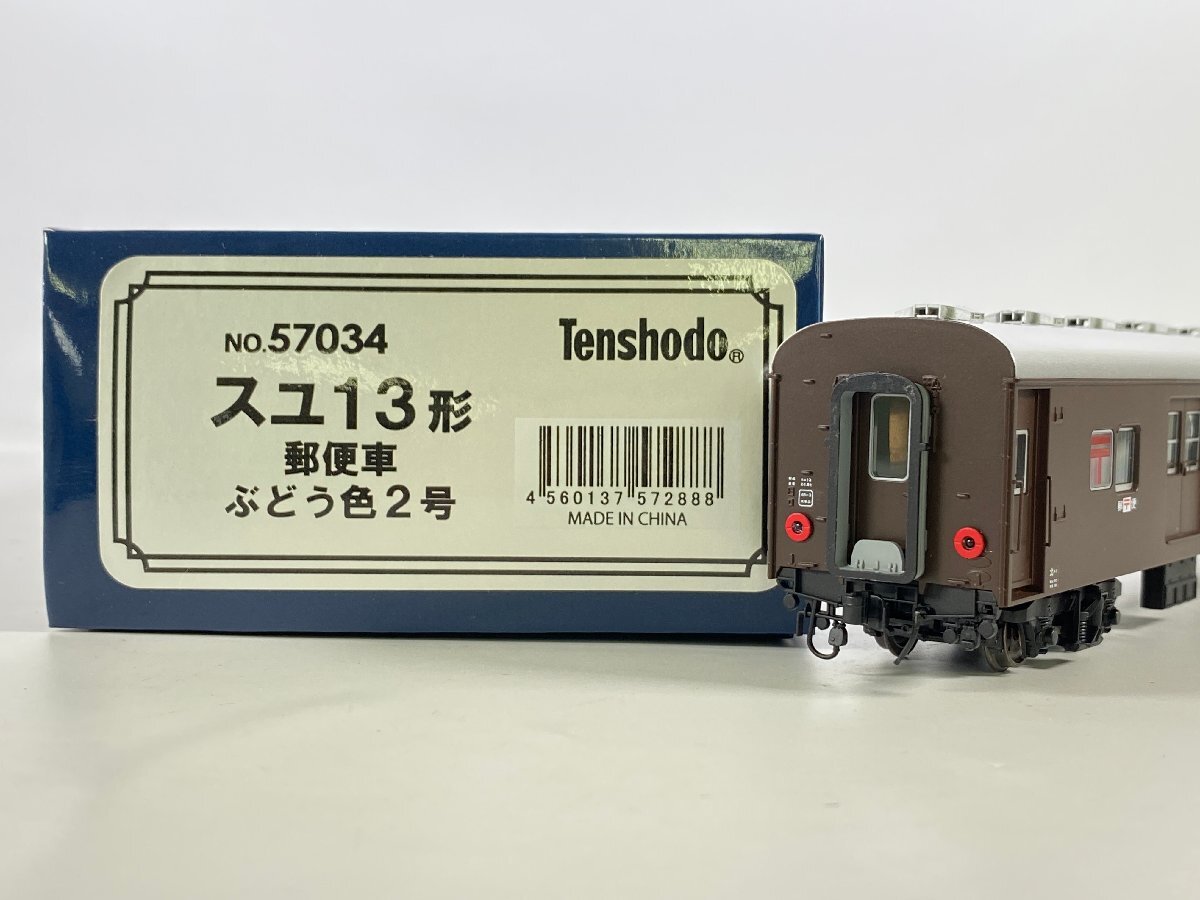 NO.57034
Tenshodo®
スユ13形
郵便車
ぶどう色2号
4 560137 572888
MADE IN CHINA